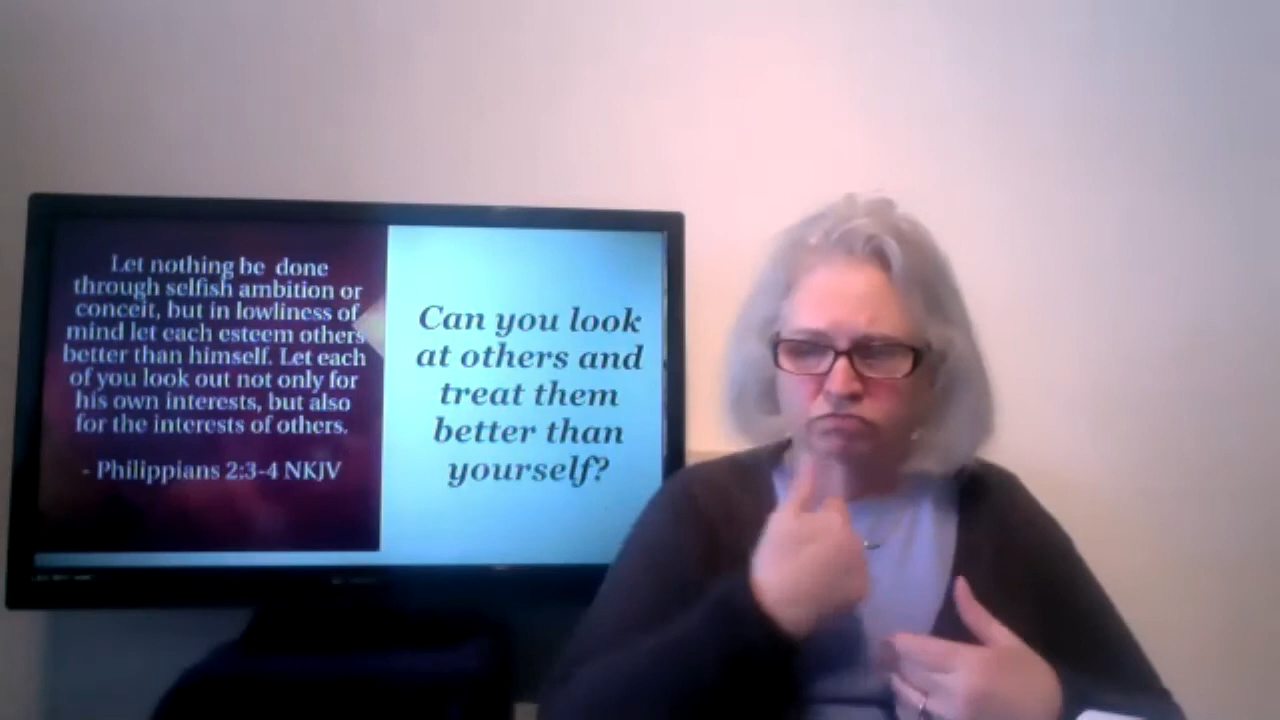 Let nothing be done
through selfish ambition or
conceit, but in lowliness of
mind let each esteem others
better than himself. Let each
of you look out not only for
his own interests, but also
for the interests of others.
- Philippians 2:3-4 NKJV
Can you look
at others and
treat them
better than
yourself?